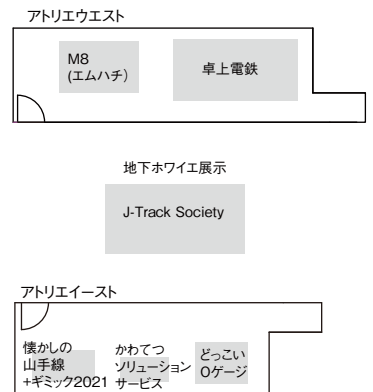 アトリエウエスト
M8
(エムハチ)
卓上電鉄
地下ホワイエ展示
J-Track Society
アトリエイースト
懐かしの
山手線
+ギミック2021
かわてつ
ソリューション
サービス
どっこい
Oゲージ